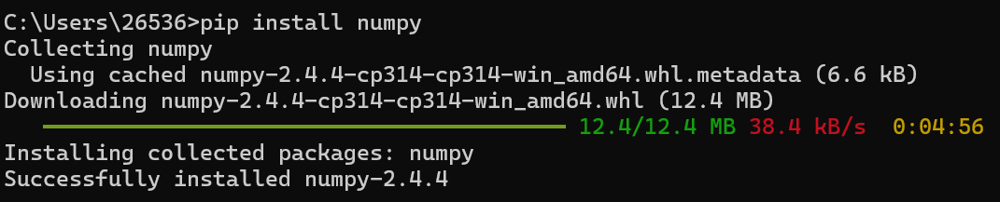 C:\Users\26536>pip install numpy
Collecting numpy
  Using cached numpy-2.4.4-cp314-cp314-win_amd64.whl.metadata (6.6 kB)
Downloading numpy-2.4.4-cp314-cp314-win_amd64.whl (12.4 MB)
12.4/12.4 MB 38.4 kB/s  0:04:56
Installing collected packages: numpy
Successfully installed numpy-2.4.4